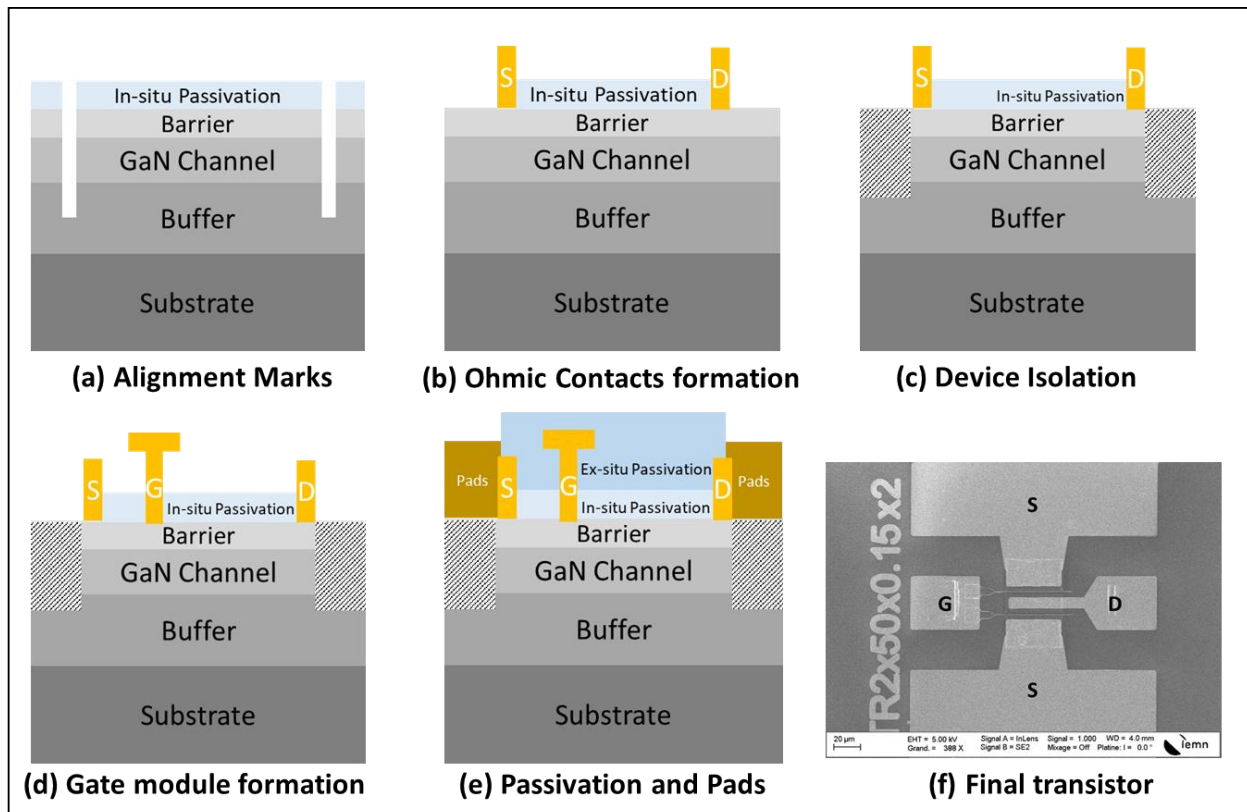 In-situ Passivation
Barrier
GaN Channel
Buffer
Substrate
(a) Alignment Marks
S
D
In-situ Passivation
Barrier
GaN Channel
Buffer
Substrate
(b) Ohmic Contacts formation
S
D
In-situ Passivation
Barrier
GaN Channel
Buffer
Substrate
(c) Device Isolation
S
G
D
In-situ Passivation
Barrier
GaN Channel
Buffer
Substrate
(d) Gate module formation
Ex-situ Passivation
Pads
S
G
D
Pads
In-situ Passivation
Barrier
GaN Channel
Buffer
Substrate
(e) Passivation and Pads
TR2x50x0.15x2
S
G
D
S
20 µm
EHT = 5.00 kV Signal A = InLens Signal = 1.000 WD = 4.0 mm
Grand. = 388 X Signal B = SE2 Mixage = Off Platine: I = 0.0 °
iemn
(f) Final transistor